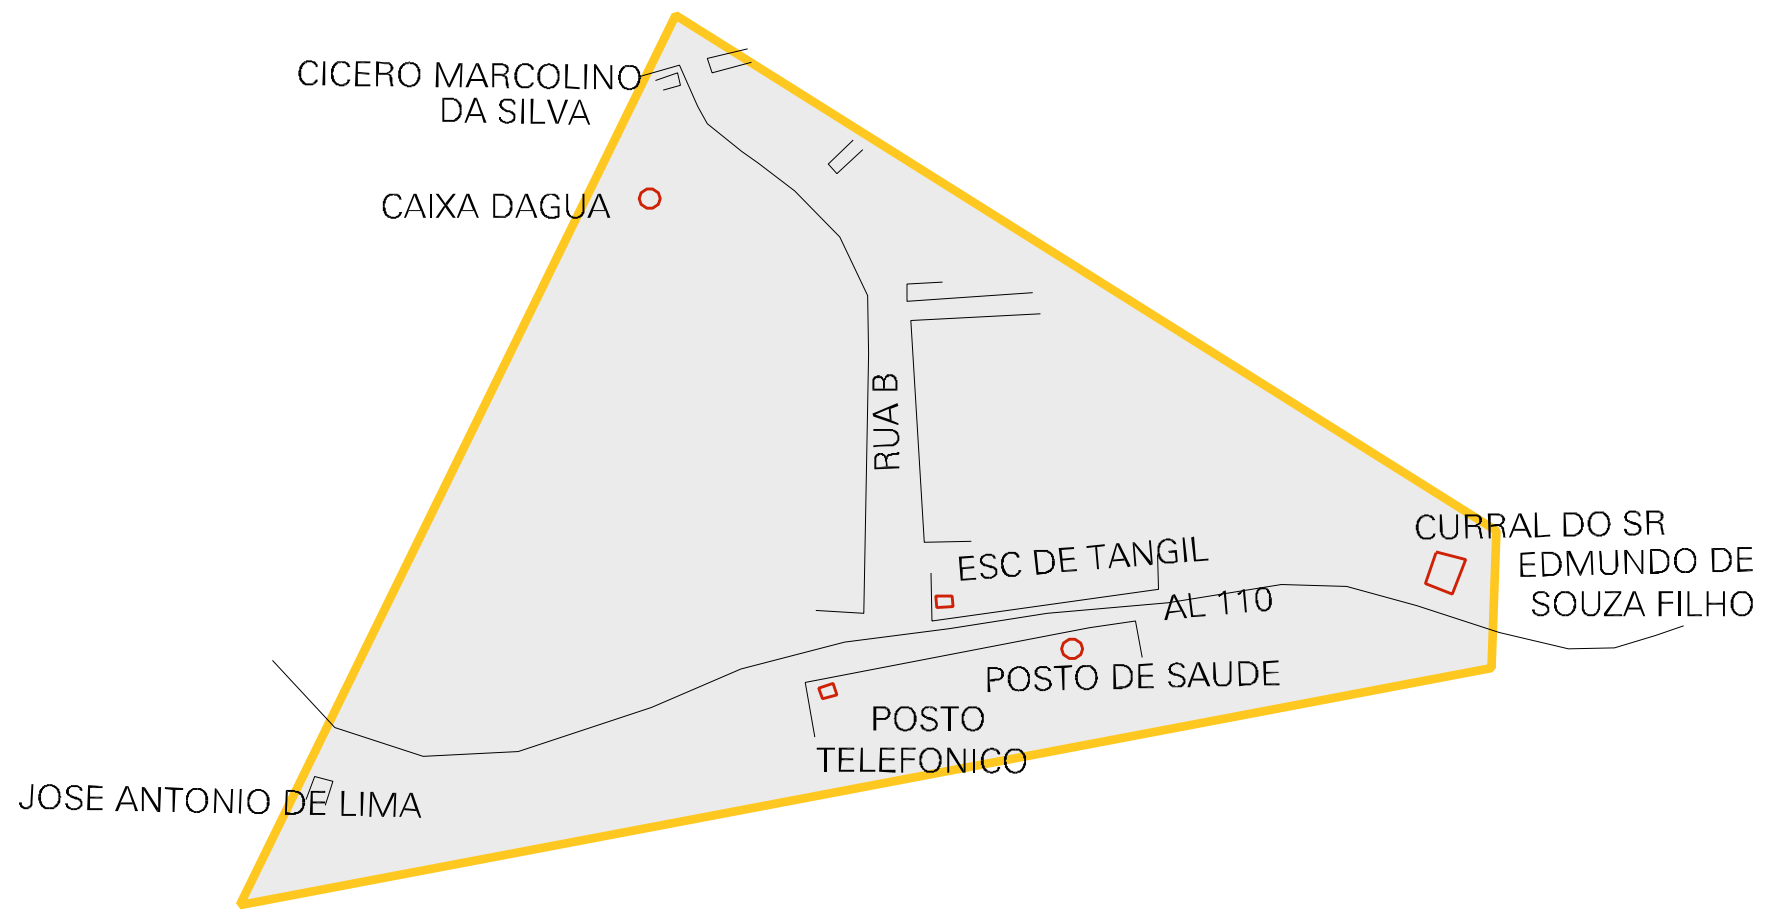 CICERO MARCOLINO
DA SILVA
CAIXA DAGUA
RUA B
CURRAL DO SR
EDMUNDO DE
SOUZA FILHO
ESC DE TANGIL
AL 110
POSTO DE SAUDE
POSTO
TELEFONICO
JOSE ANTONIO DE LIMA